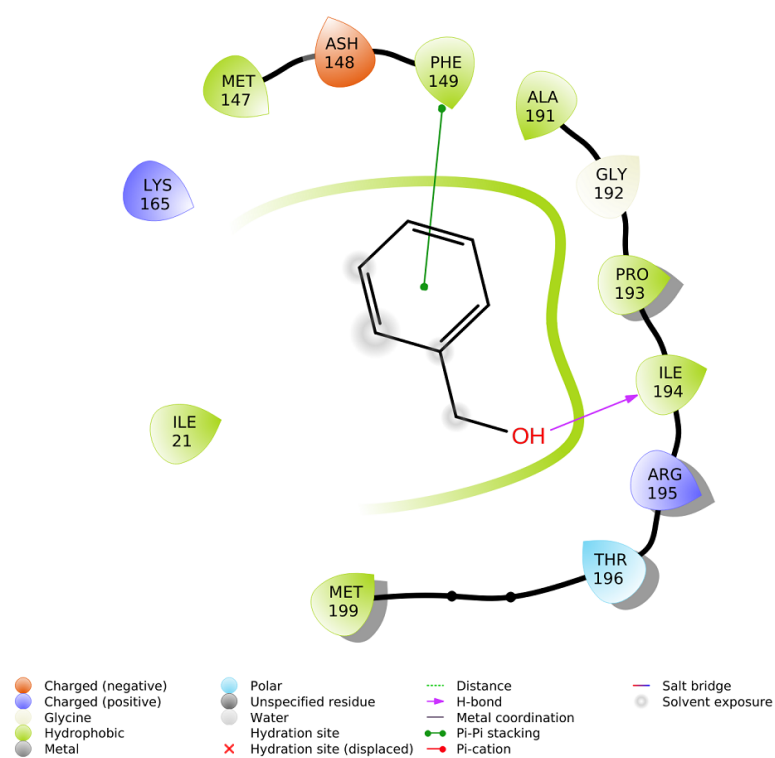 ASH
148
PHE
149
MET
147
ALA
191
LYS
165
GLY
192
PRO
193
ILE
194
ILE
21
OH
ARG
195
THR
196
MET
199
Charged (negative)
Charged (positive)
Glycine
Hydrophobic
Metal
Polar
Unspecified residue
Water
Hydration site
Hydration site (displaced)
Distance
H-bond
Metal coordination
Pi-Pi stacking
Pi-cation
Salt bridge
Solvent exposure